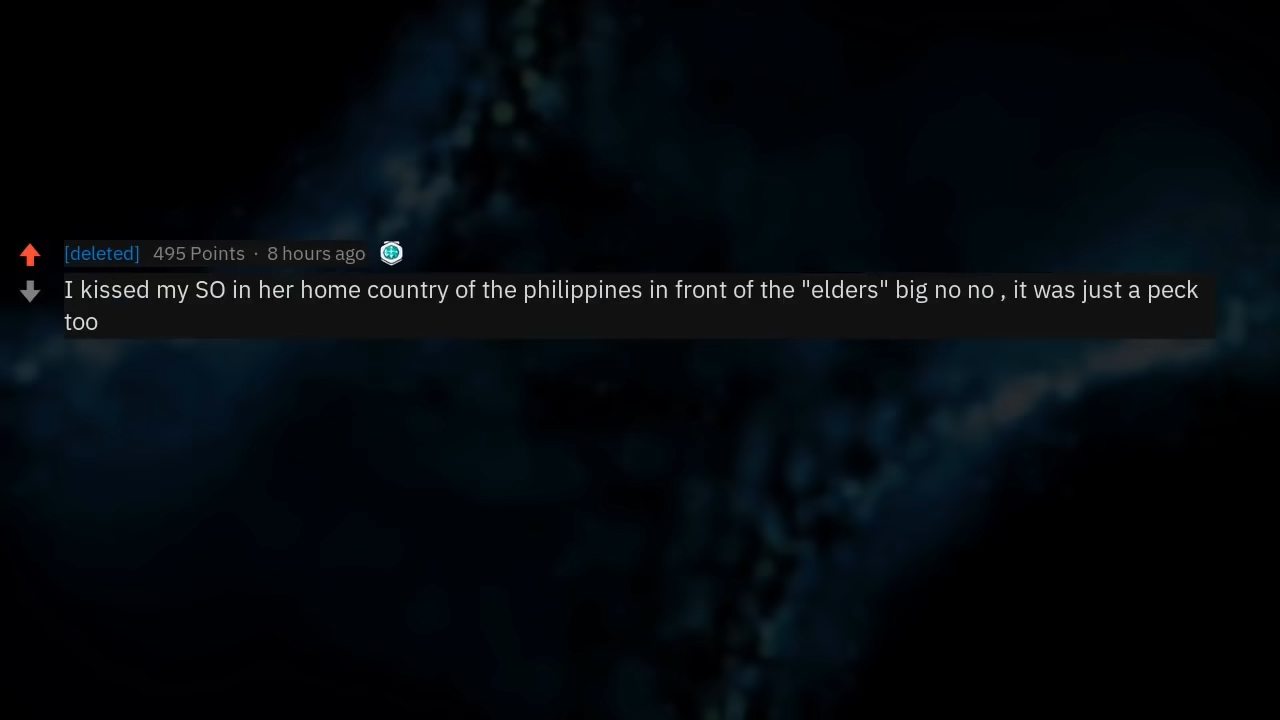 [deleted] 495 Points · 8 hours ago
I kissed my SO in her home country of the philippines in front of the "elders" big no no , it was just a peck
too